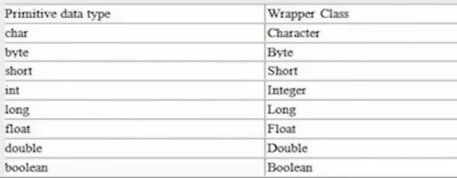 Primitive data type Wrapper Class
char Character
byte Byte
short Short
int Integer
long Long
float Float
double Double
boolean Boolean